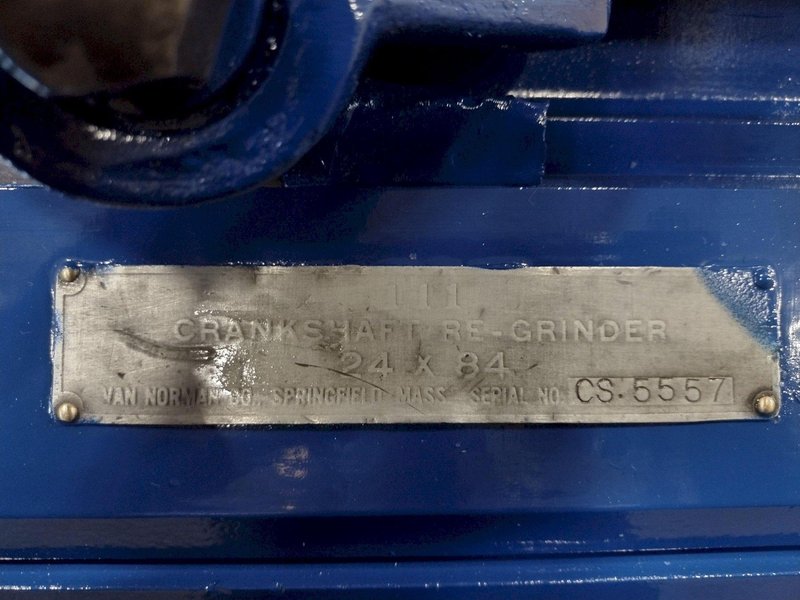 111
CRANKSHAFT RE-GRINDER
24 X 84
VAN NORMAN CO., SPRINGFIELD, MASS. SERIAL NO. CS.5557